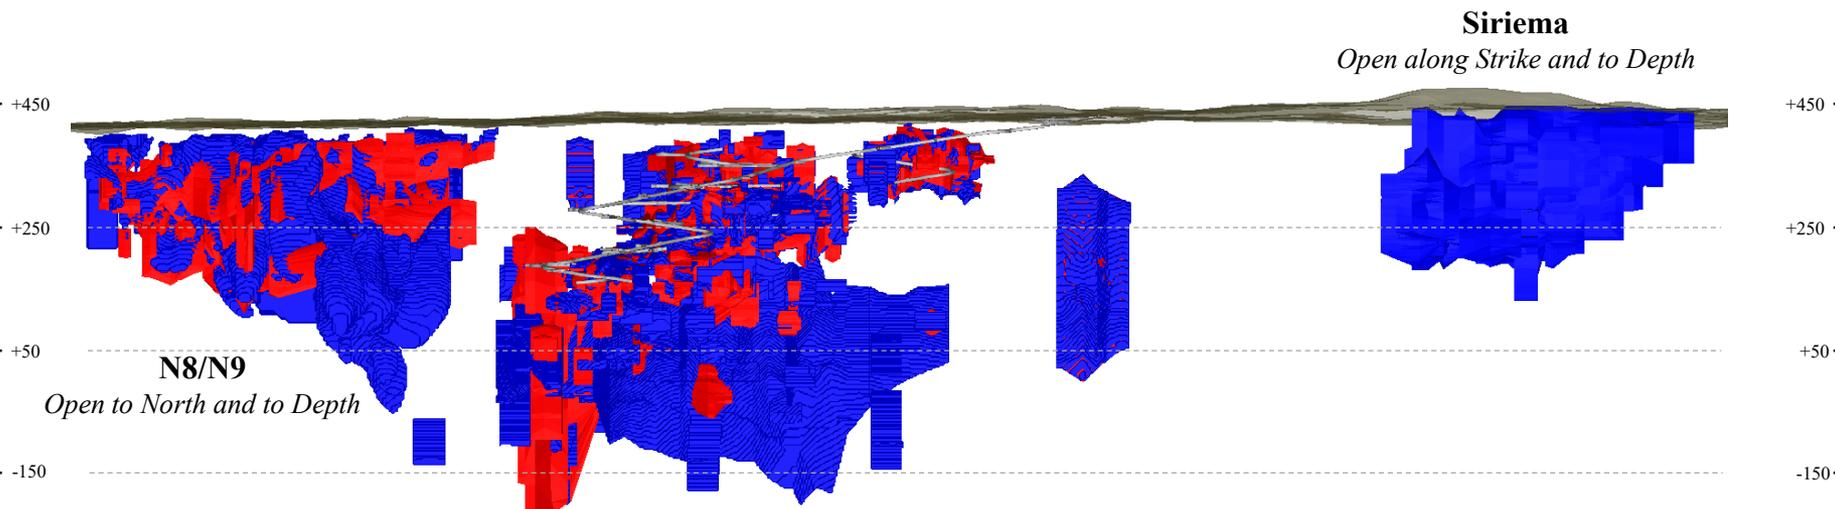 Siriema
Open along Strike and to Depth
+450
+450
+250
+250
+50
+50
N8/N9
Open to North and to Depth
-150
-150